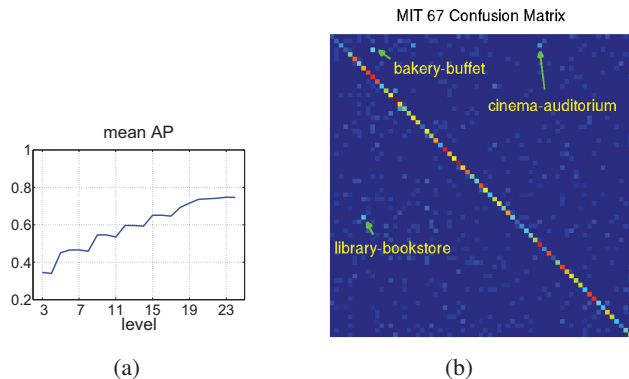 mean AP
1
0.8
0.6
0.4
0.2
3 7 11 15 19 23
level
(a)
MIT 67 Confusion Matrix
bakery-buffet
cinema-auditorium
library-bookstore
(b)